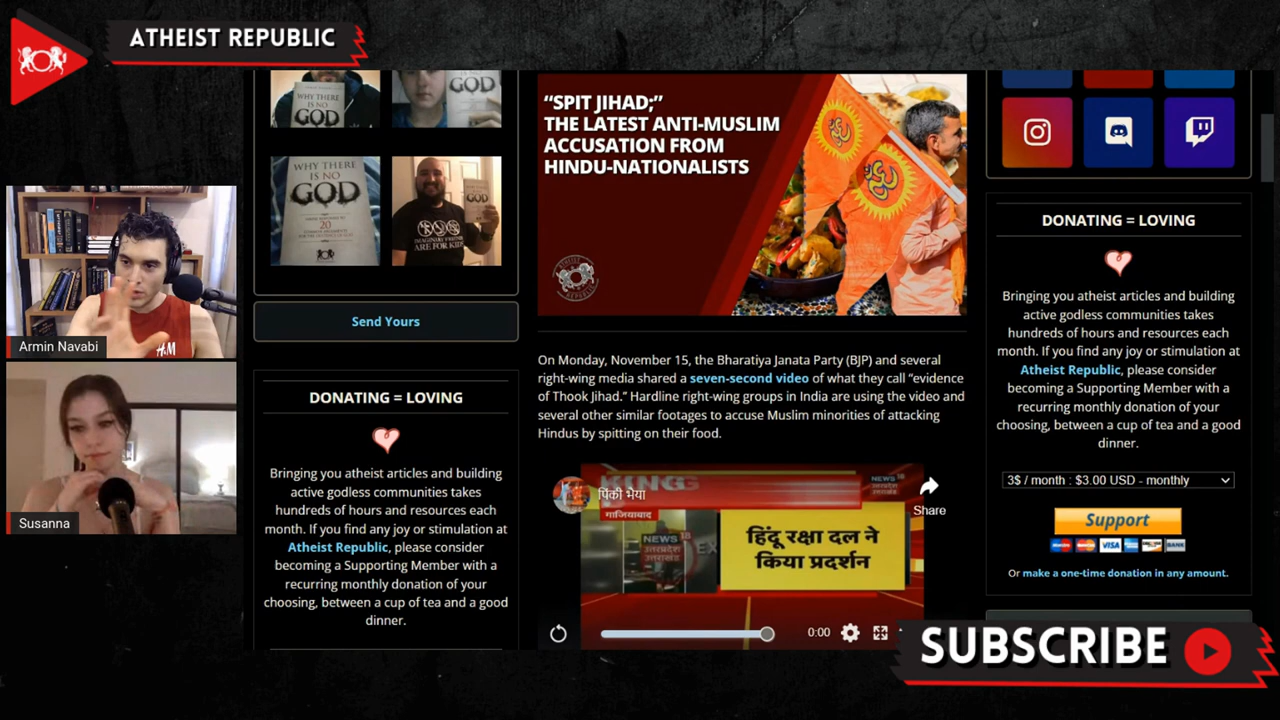 ATHEIST REPUBLIC
Armin Navabi
Susanna
WHY THERE
IS NO
GOD
GOD
WHY THERE
IS NO
GOD
20
GOD
Send Yours
DONATING = LOVING
Bringing you atheist articles and building
active godless communities takes
hundreds of hours and resources each
month. If you find any joy or stimulation at
Atheist Republic, please consider
becoming a Supporting Member with a
recurring monthly donation of your
choosing, between a cup of tea and a good
dinner.
“SPIT JIHAD;”
THE LATEST ANTI-MUSLIM
ACCUSATION FROM
HINDU-NATIONALISTS
On Monday, November 15, the Bharatiya Janata Party (BJP) and several
right-wing media shared a seven-second video of what they call “evidence
of Thook Jihad.” Hardline right-wing groups in India are using the video and
several other similar footages to accuse Muslim minorities of attacking
Hindus by spitting on their food.
पिंकी भैया
गाजियाबाद
NEWS 18
हिंदू रक्षा दल ने
किया प्रदर्शन
Share
0:00
DONATING = LOVING
Bringing you atheist articles and building
active godless communities takes
hundreds of hours and resources each
month. If you find any joy or stimulation at
Atheist Republic, please consider
becoming a Supporting Member with a
recurring monthly donation of your
choosing, between a cup of tea and a good
dinner.
3$ / month : $3.00 USD - monthly
Support
VISA
BANK
Or make a one-time donation in any amount.
SUBSCRIBE
H&M